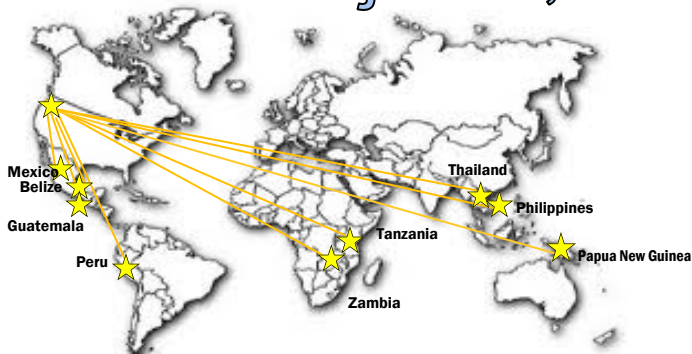 Thailand
Mexico
Belize
Philippines
Guatemala
Tanzania
Papua New Guinea
Peru
Zambia